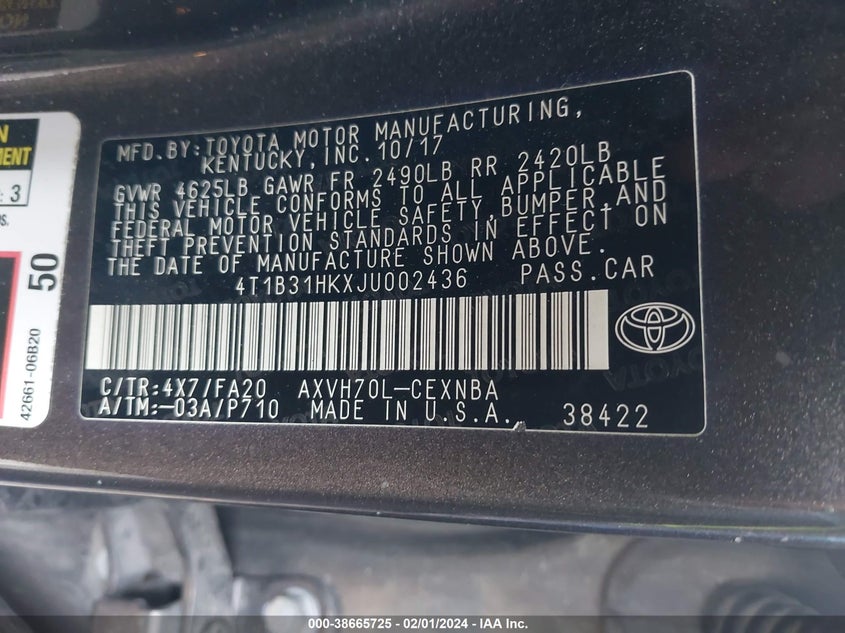 MFD.BY:TOYOTA MOTOR MANUFACTURING,
KENTUCKY, INC. 10/17
GVWR 4625LB GAWR FR 2490LB RR 2420LB
THIS VEHICLE CONFORMS TO ALL APPLICABLE
FEDERAL MOTOR VEHICLE SAFETY, BUMPER, AND
THEFT PREVENTION STANDARDS IN EFFECT ON
THE DATE OF MANUFACTURE SHOWN ABOVE.
4T1B31HKXJU002436 PASS.CAR
C/TR:4X7/FA20 AXVH70L-CEXNBA
A/TM:-03A/P710 MADE IN U.S.A. 38422
: 3
50
42661-06B20
000-38665725 - 02/01/2024 - IAAI.COM